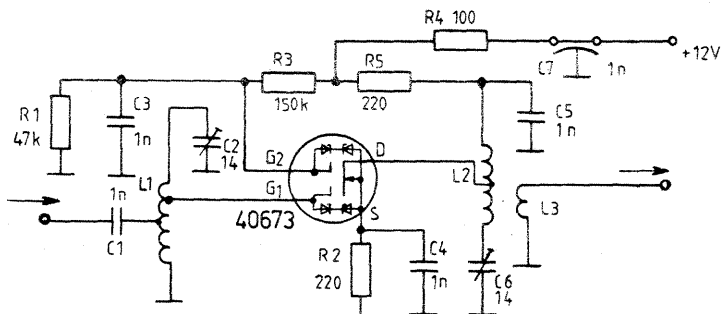 R4 100
+12V
R3
R5
C7
1n
150k
220
R1
47k
C3
1n
C2
14
C5
1n
L1
G2
D
L2
1n
G1
L3
C1
40673
S
R2
220
C4
1n
C6
14